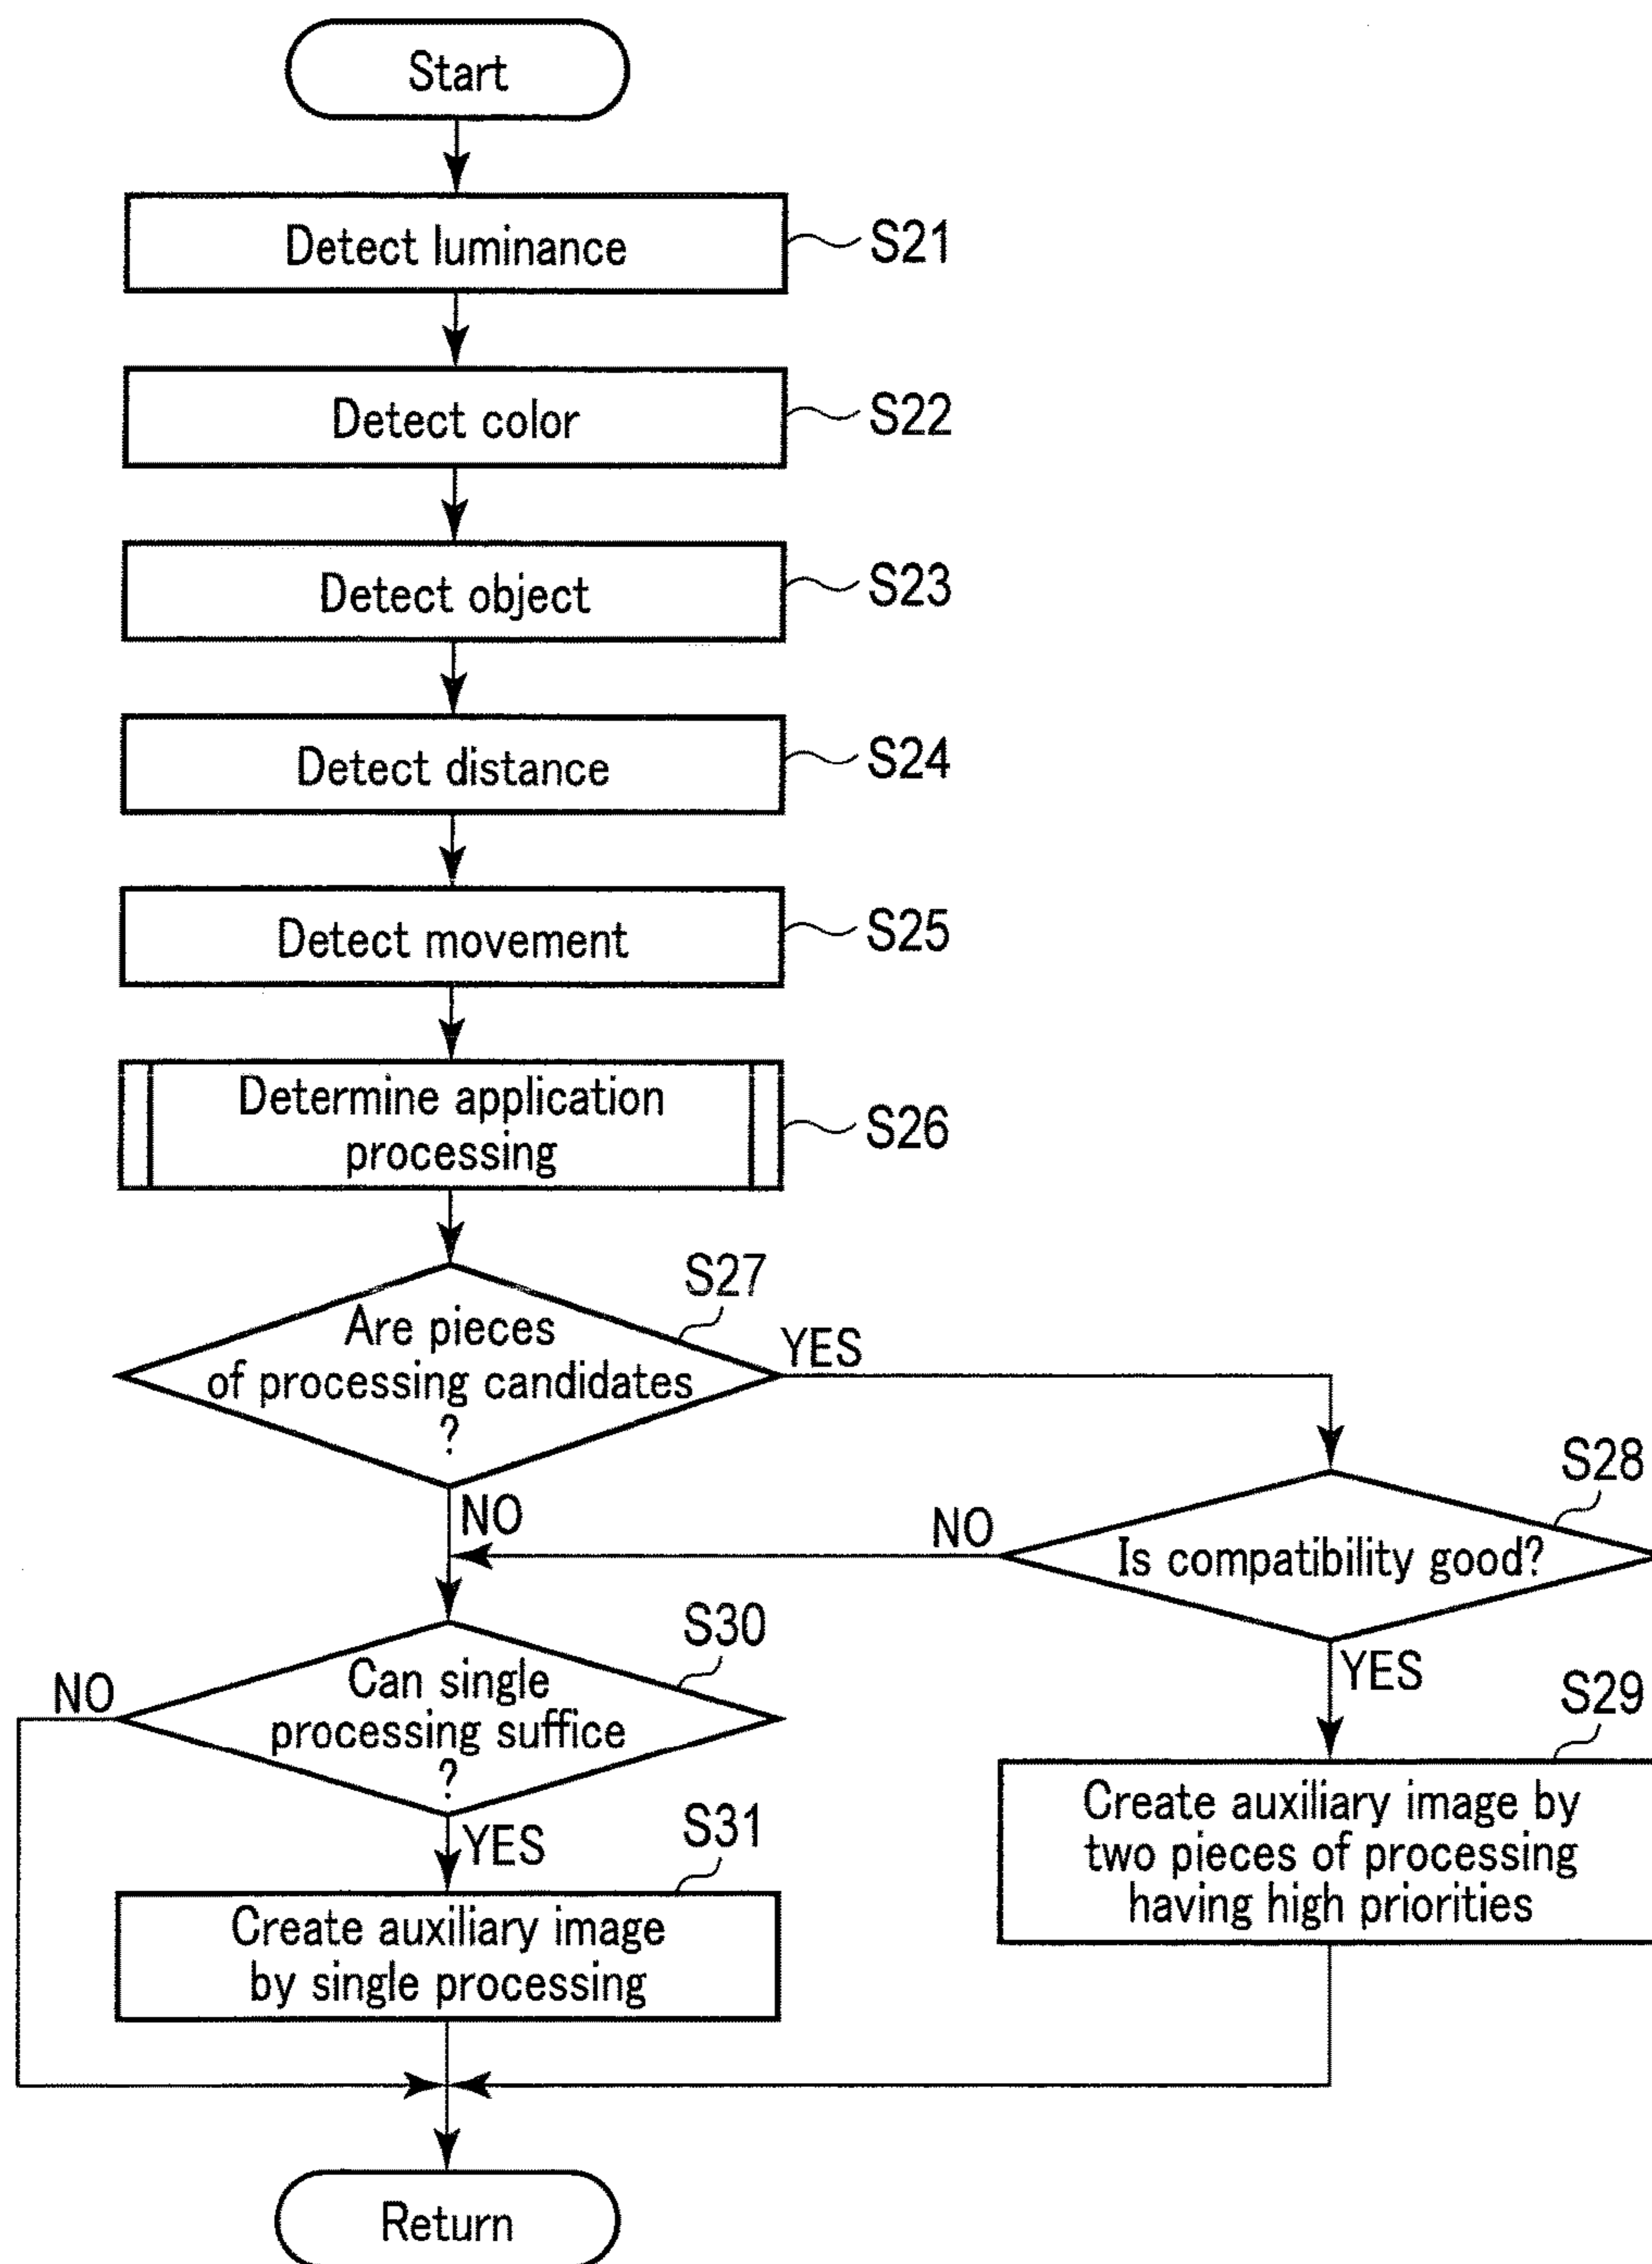 Start
Detect luminance
S21
Detect color
S22
Detect object
S23
Detect distance
S24
Detect movement
S25
Determine application
processing
S26
S27
Are pieces
of processing candidates
?
YES
NO
S28
Is compatibility good?
NO
YES
S30
Can single
processing suffice
?
NO
YES
S29
Create auxiliary image by
two pieces of processing
having high priorities
S31
Create auxiliary image
by single processing
Return